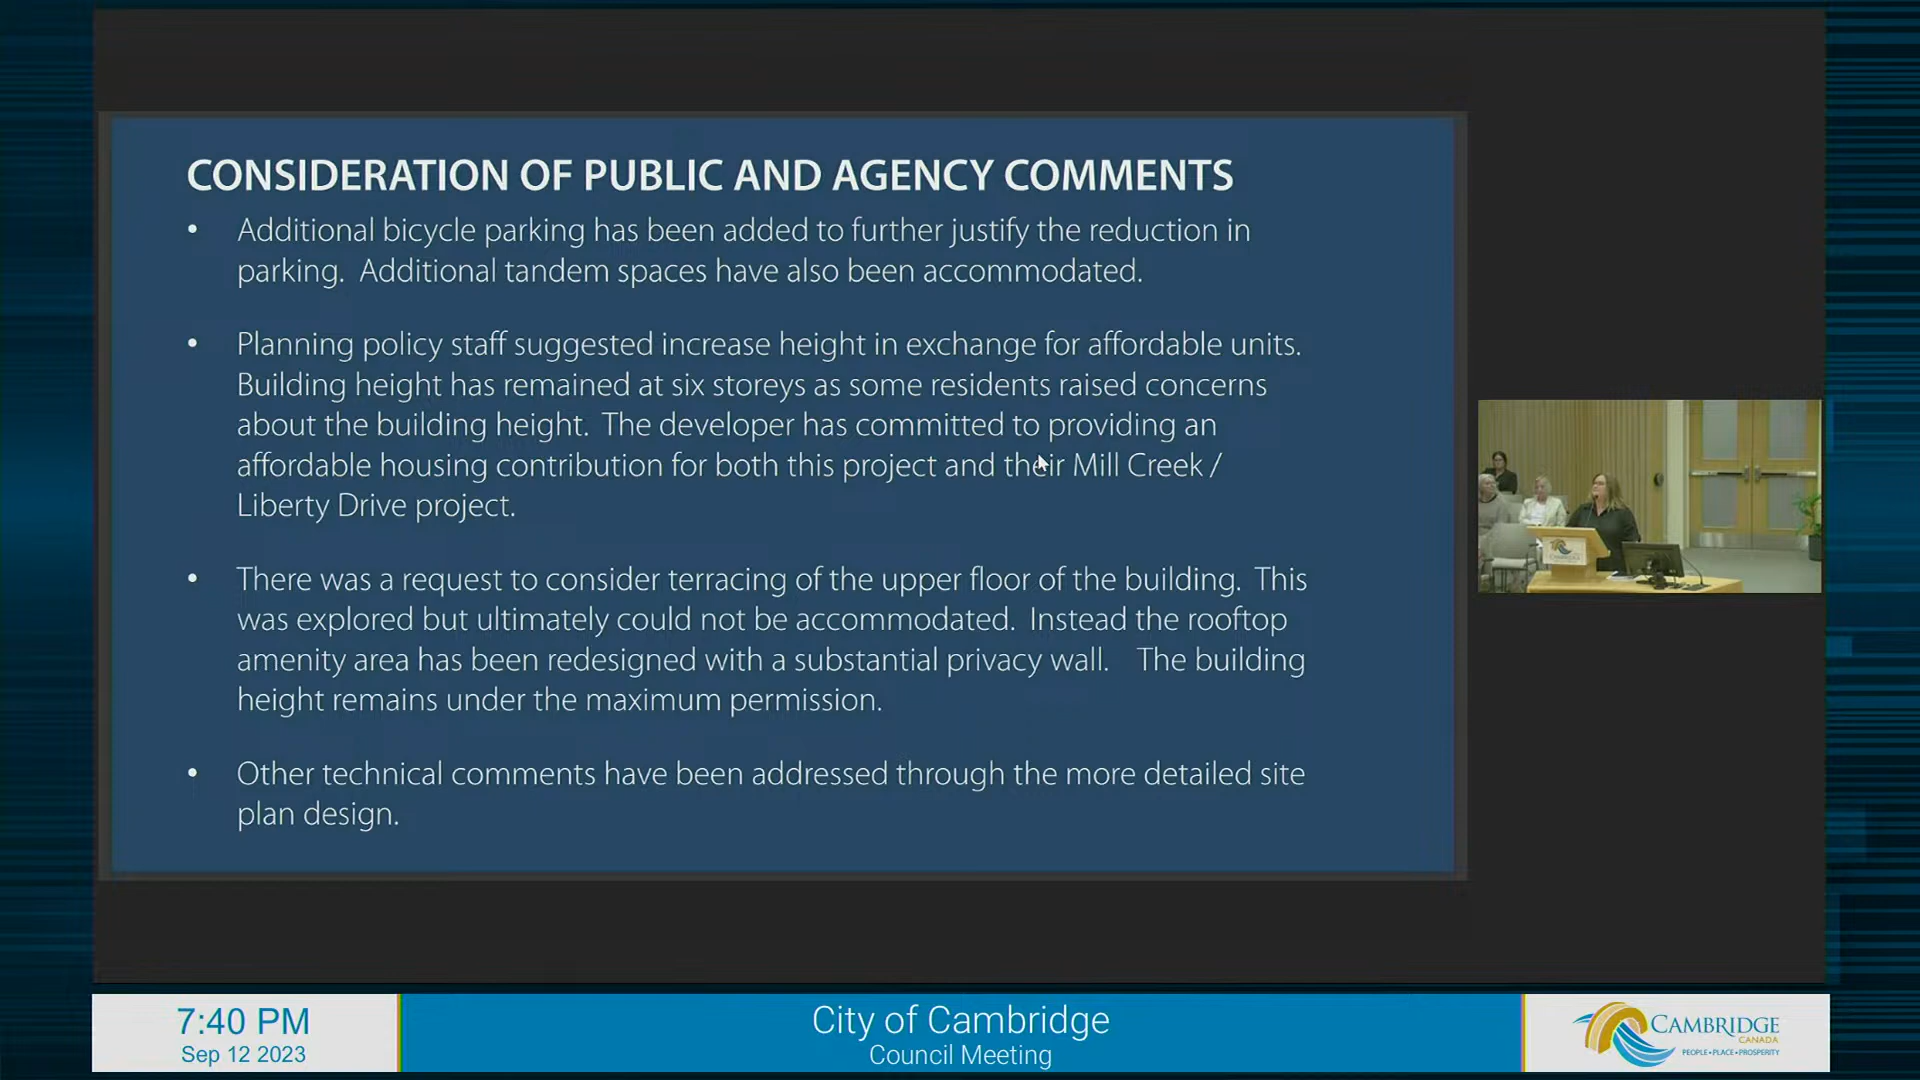 CONSIDERATION OF PUBLIC AND AGENCY COMMENTS
• Additional bicycle parking has been added to further justify the reduction in
parking. Additional tandem spaces have also been accommodated.
• Planning policy staff suggested increase height in exchange for affordable units.
Building height has remained at six storeys as some residents raised concerns
about the building height. The developer has committed to providing an
affordable housing contribution for both this project and their Mill Creek /
Liberty Drive project.
• There was a request to consider terracing of the upper floor of the building. This
was explored but ultimately could not be accommodated. Instead the rooftop
amenity area has been redesigned with a substantial privacy wall. The building
height remains under the maximum permission.
• Other technical comments have been addressed through the more detailed site
plan design.
7:40 PM
Sep 12 2023
City of Cambridge
Council Meeting
CAMBRIDGE
CANADA
PEOPLE • PLACE • PROSPERITY